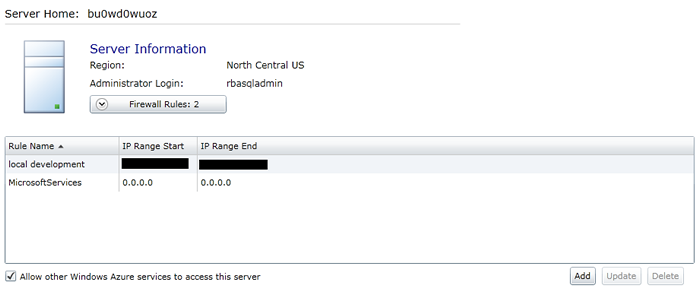 Server Home: bu0wd0wuoz
Server Information
Region: North Central US
Administrator Login: rbasqladmin
Firewall Rules: 2
Rule Name IP Range Start IP Range End
local development
MicrosoftServices 0.0.0.0 0.0.0.0
Allow other Windows Azure services to access this server
Add Update Delete